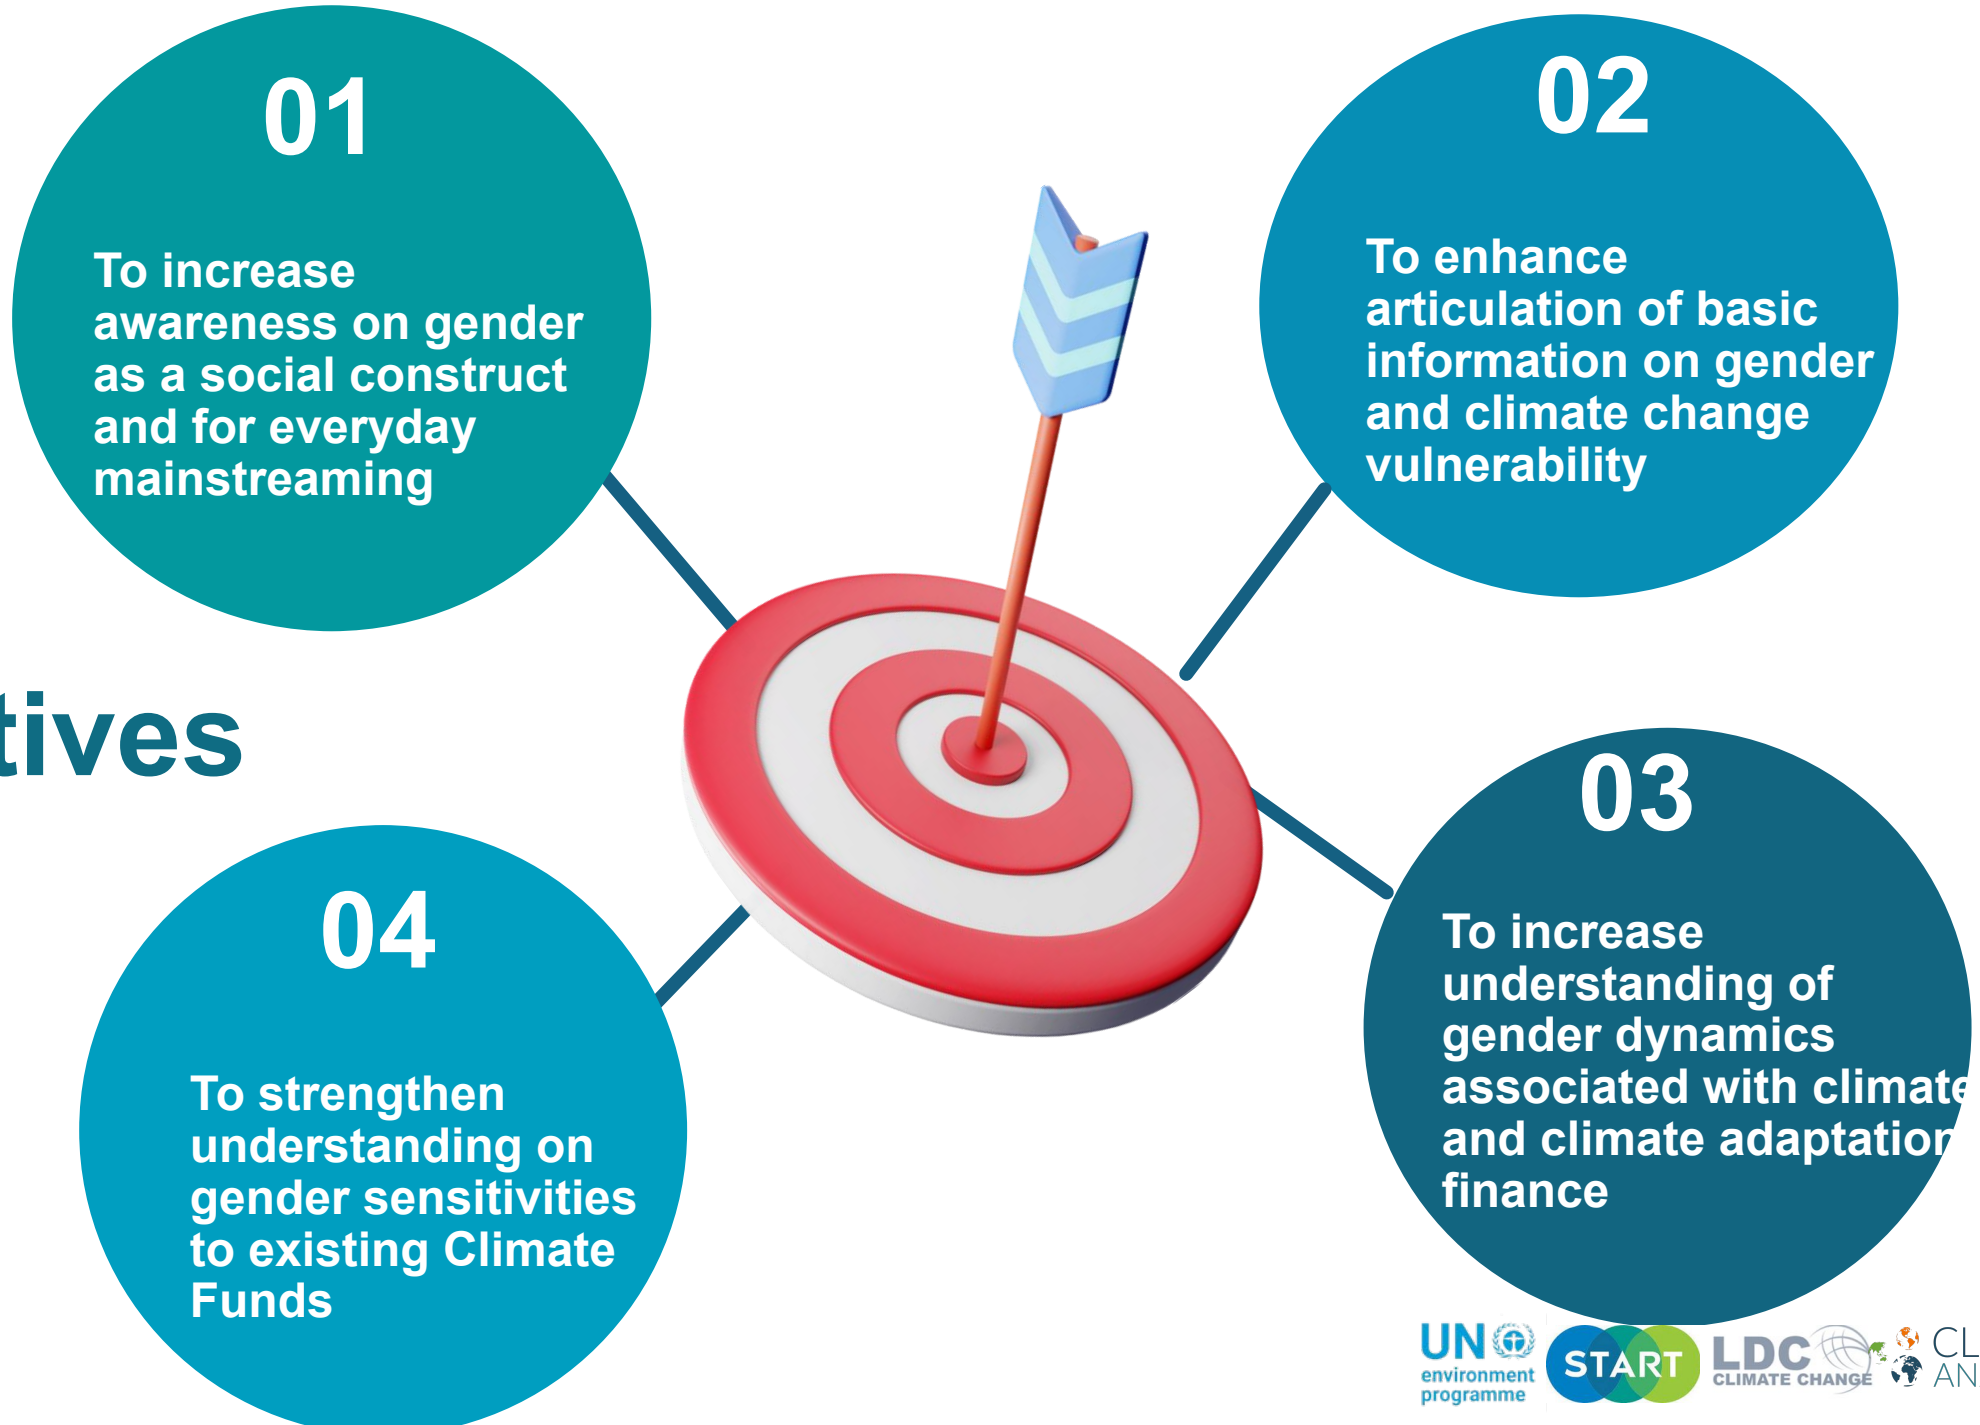 01
To increase
awareness on gender
as a social construct
and for everyday
mainstreaming
02
To enhance
articulation of basic
information on gender
and climate change
vulnerability
tives
03
To increase
understanding of
gender dynamics
associated with climate
and climate adaptation
finance
04
To strengthen
understanding on
gender sensitivities
to existing Climate
Funds
UN
environment
programme
START
LDC
CLIMATE CHANGE
CL
AN